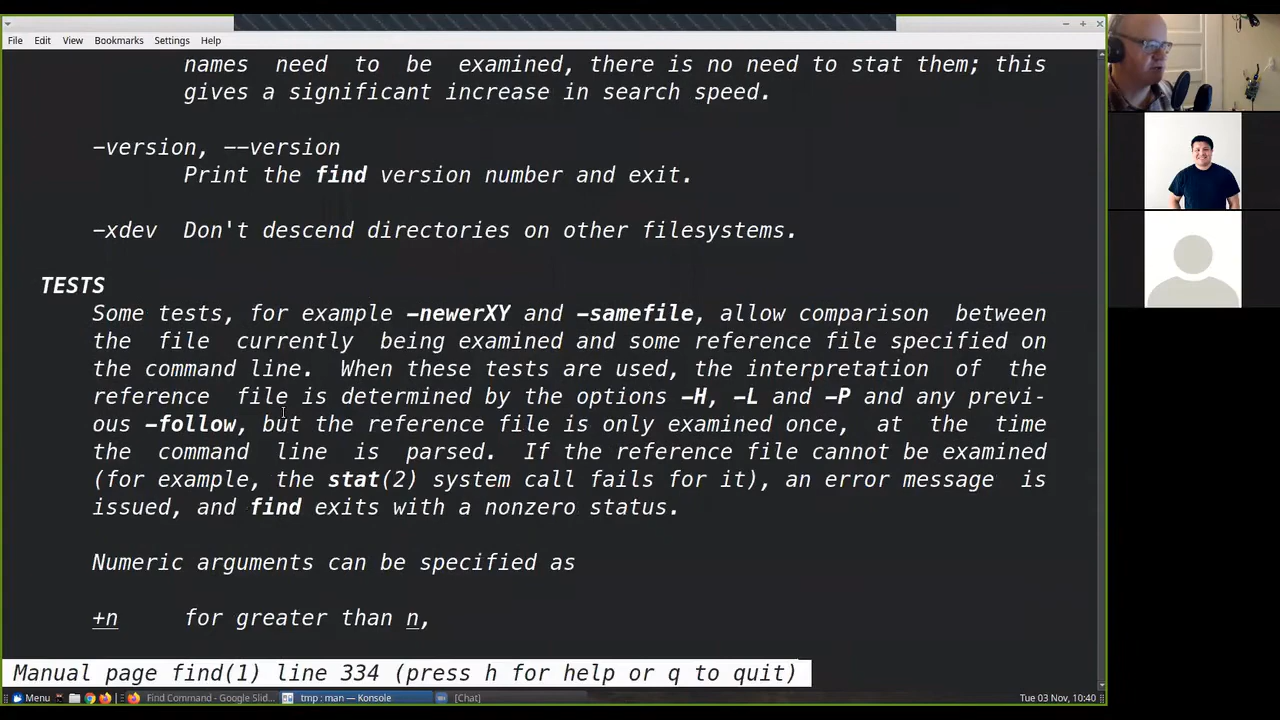 File Edit View Bookmarks Settings Help
names need to be examined, there is no need to stat them; this
gives a significant increase in search speed.
-version, --version
Print the find version number and exit.
-xdev Don't descend directories on other filesystems.
TESTS
Some tests, for example -newerXY and -samefile, allow comparison between
the file currently being examined and some reference file specified on
the command line. When these tests are used, the interpretation of the
reference file is determined by the options -H, -L and -P and any previ-
ous -follow, but the reference file is only examined once, at the time
the command line is parsed. If the reference file cannot be examined
(for example, the stat(2) system call fails for it), an error message is
issued, and find exits with a nonzero status.
Numeric arguments can be specified as
+n for greater than n,
Manual page find(1) line 334 (press h for help or q to quit)
Menu Find Command - Google Slid... tmp : man — Konsole [Chat] Tue 03 Nov, 10:40